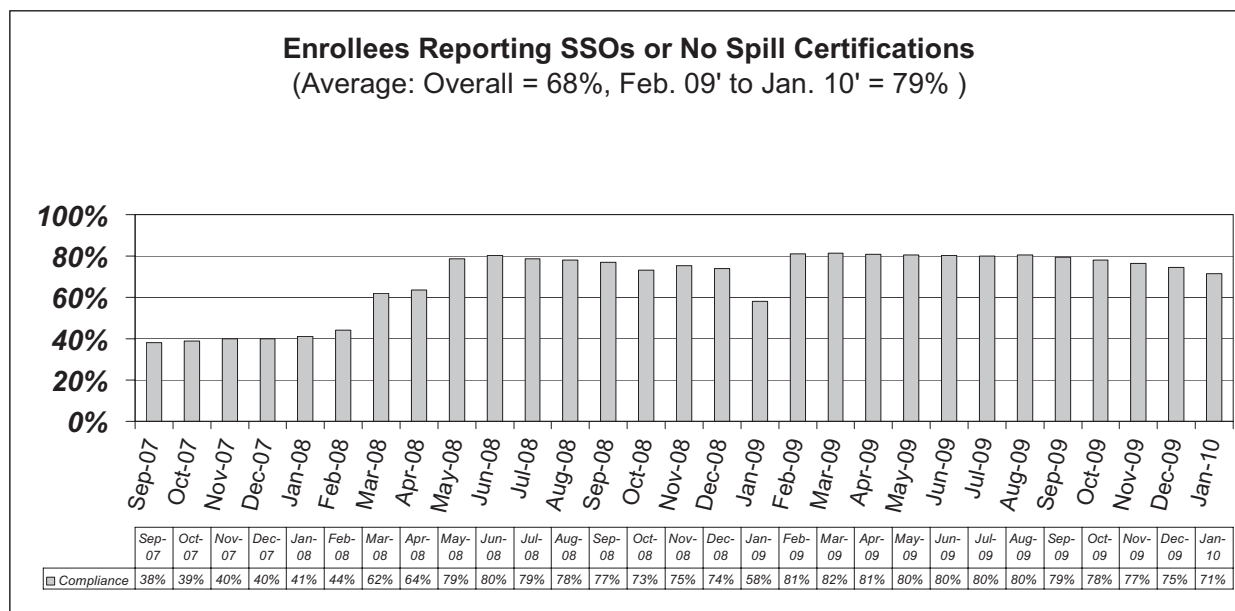 Enrollees Reporting SSOs or No Spill Certifications
(Average: Overall = 68%, Feb. 09' to Jan. 10' = 79% )
100%
80%
60%
40%
20%
0%
Sep-07 Oct-07 Nov-07 Dec-07 Jan-08 Feb-08 Mar-08 Apr-08 May-08 Jun-08 Jul-08 Aug-08 Sep-08 Oct-08 Nov-08 Dec-08 Jan-09 Feb-09 Mar-09 Apr-09 May-09 Jun-09 Jul-09 Aug-09 Sep-09 Oct-09 Nov-09 Dec-09 Jan-10
Sep- Oct- Nov- Dec- Jan- Feb- Mar- Apr- May- Jun- Jul- Aug- Sep- Oct- Nov- Dec- Jan- Feb- Mar- Apr- May- Jun- Jul- Aug- Sep- Oct- Nov- Dec- Jan-
07 07 07 07 08 08 08 08 08 08 08 08 08 08 08 08 09 09 09 09 09 09 09 09 09 09 09 09 10
Compliance 38% 39% 40% 40% 41% 44% 62% 64% 79% 80% 79% 78% 77% 73% 75% 74% 58% 81% 82% 81% 80% 80% 80% 80% 79% 78% 77% 75% 71%